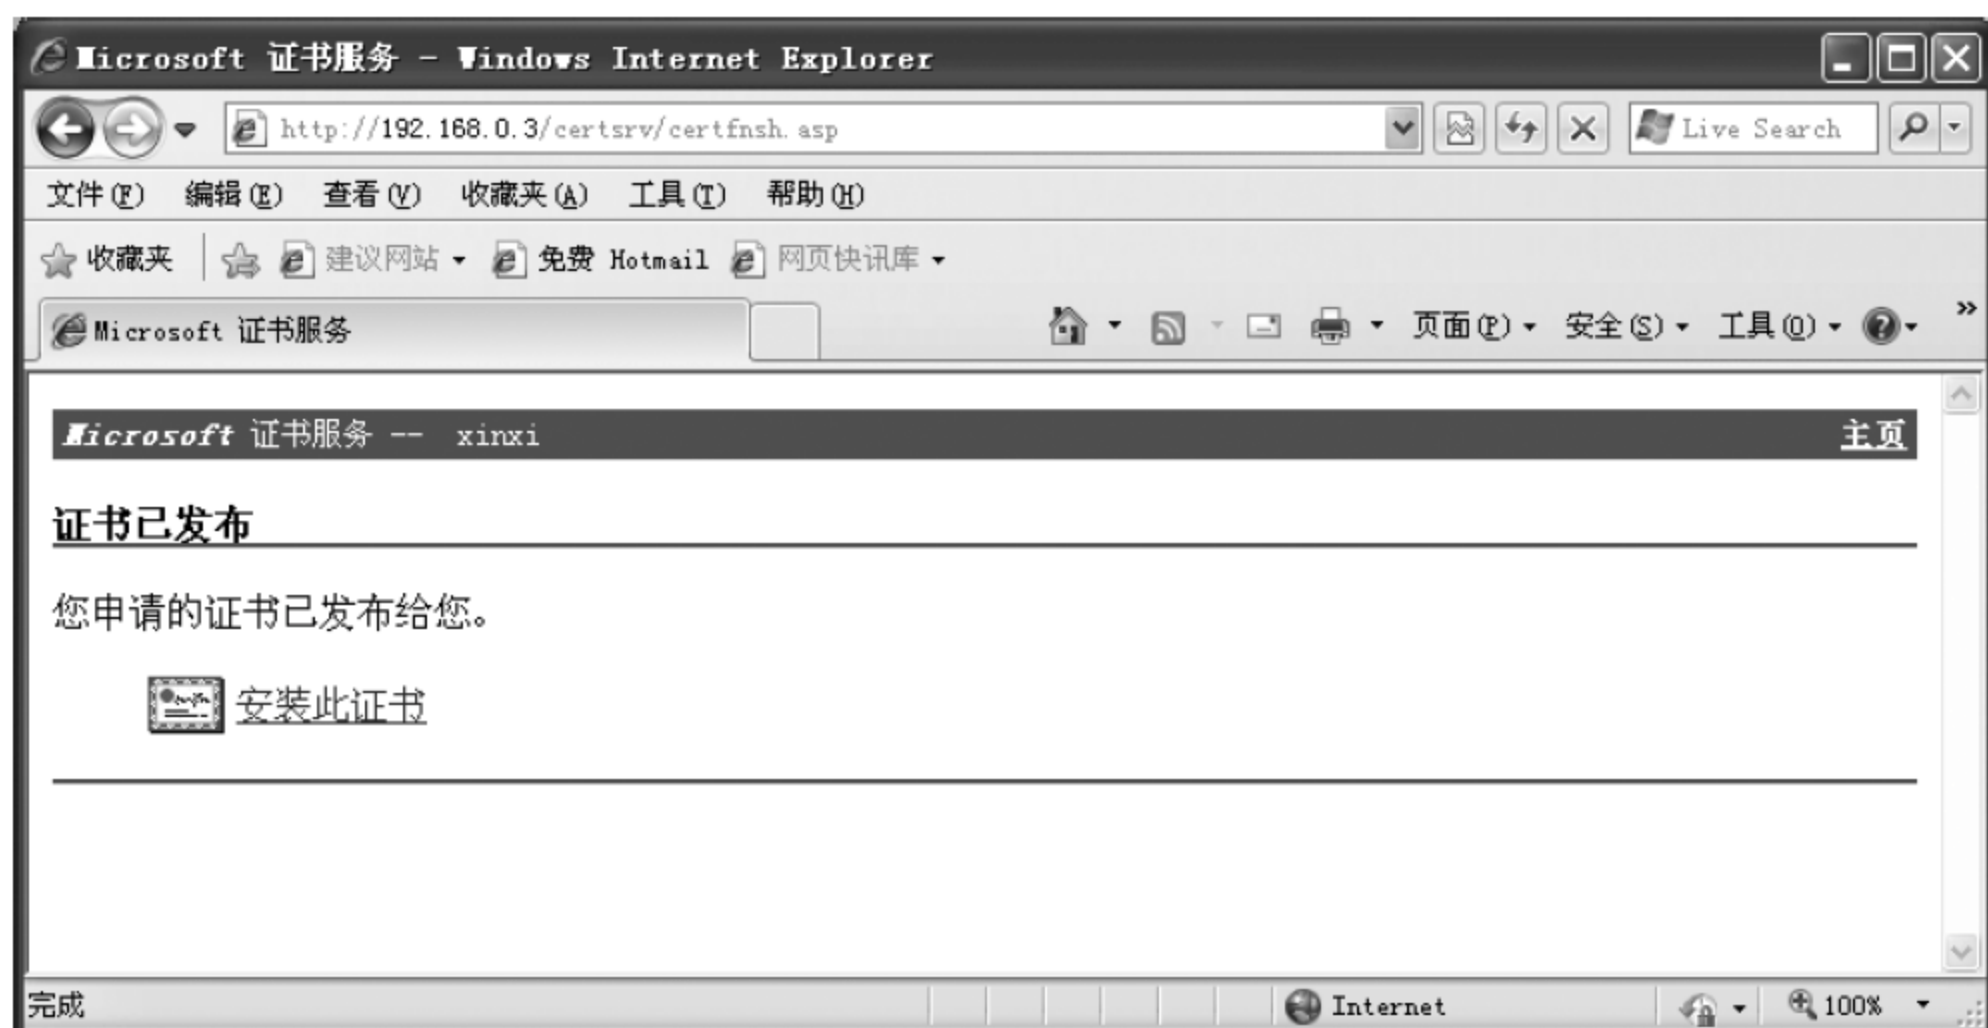 Microsoft 证书服务 - Windows Internet Explorer
http://192.168.0.3/certsrv/certfnsh.asp Live Search
文件(F) 编辑(E) 查看(V) 收藏夹(A) 工具(T) 帮助(H)
收藏夹 建议网站 免费 Hotmail 网页快讯库
Microsoft 证书服务 页面(P) 安全(S) 工具(O) »
Microsoft 证书服务 -- xinxi 主页
证书已发布
您申请的证书已发布给您。
安装此证书
完成 Internet 100%